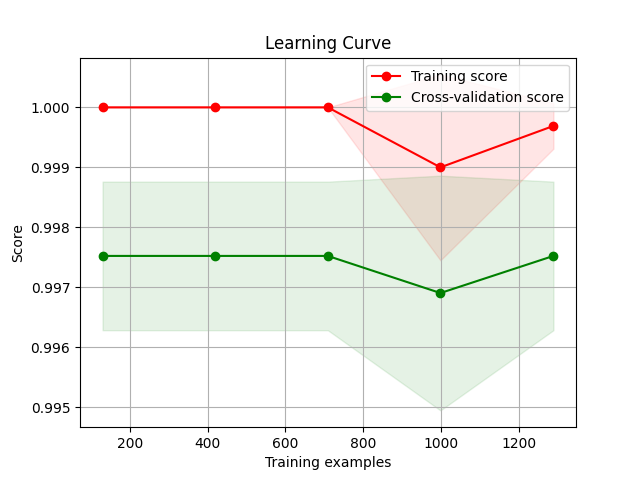 Learning Curve
Training score
Cross-validation score
1.000
0.999
0.998
0.997
0.996
0.995
Score
200 400 600 800 1000 1200
Training examples